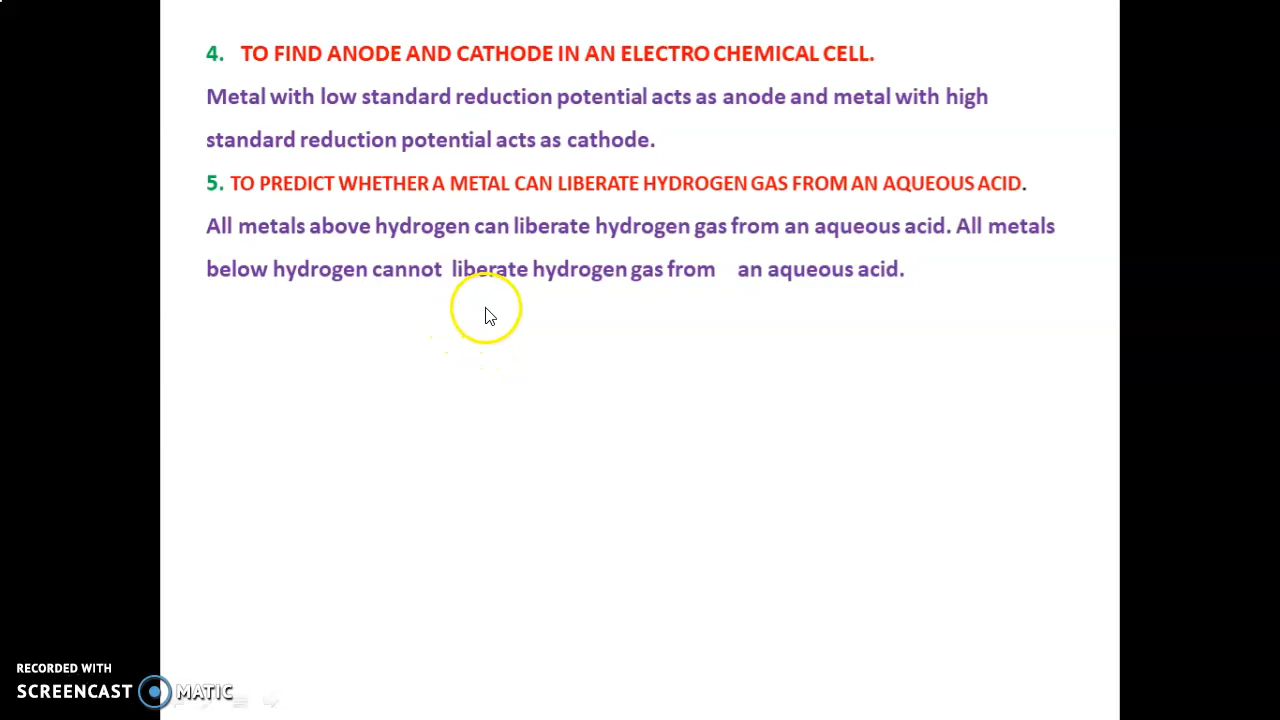 4. TO FIND ANODE AND CATHODE IN AN ELECTRO CHEMICAL CELL.
Metal with low standard reduction potential acts as anode and metal with high
standard reduction potential acts as cathode.
5. TO PREDICT WHETHER A METAL CAN LIBERATE HYDROGEN GAS FROM AN AQUEOUS ACID.
All metals above hydrogen can liberate hydrogen gas from an aqueous acid. All metals
below hydrogen cannot liberate hydrogen gas from an aqueous acid.
RECORDED WITH
SCREENCAST MATIC